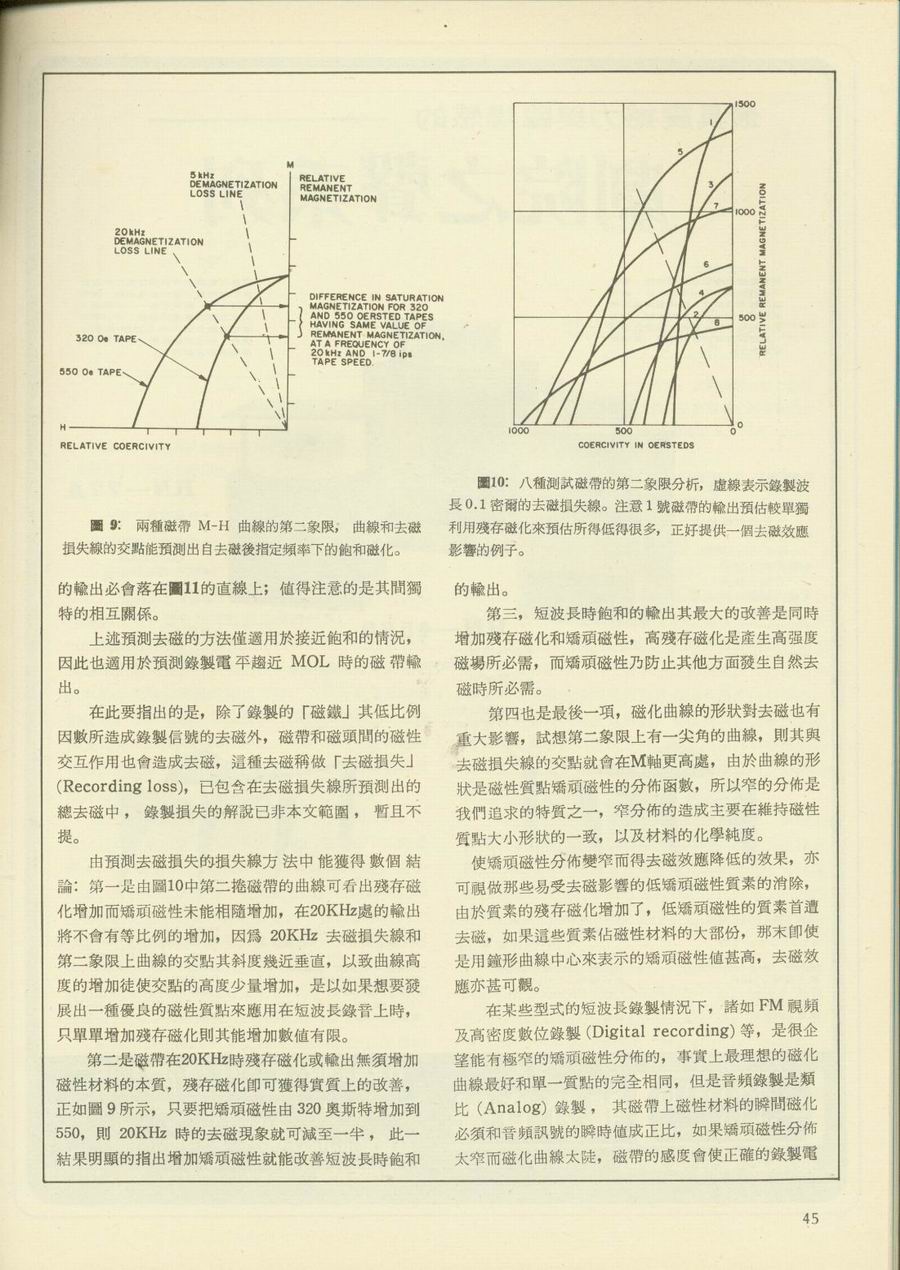 5 kHz
DEMAGNETIZATION
LOSS LINE
M
RELATIVE
REMANENT
MAGNETIZATION
20 kHz
DEMAGNETIZATION
LOSS LINE
DIFFERENCE IN SATURATION
MAGNETIZATION FOR 320
AND 550 OERSTED TAPES
HAVING SAME VALUE OF
REMANENT MAGNETIZATION,
AT A FREQUENCY OF
20 kHz AND 1-7/8 ips
TAPE SPEED.
320 Oe TAPE
550 Oe TAPE
H
RELATIVE COERCIVITY
圖 9: 兩種磁帶 M-H 曲線的第二象限, 曲線和去磁
損失線的交點能預測出自去磁後指定頻率下的飽和磁化。
1500
1000
500
0
RELATIVE REMANENT MAGNETIZATION
1
5
3
7
6
4
2
8
1000
500
0
COERCIVITY IN OERSTEDS
圖10: 八種測試磁帶的第二象限分析, 虛線表示錄製波
長 0.1 密爾的去磁損失線。注意 1 號磁帶的輸出預估較單獨
利用殘存磁化來預估所得低得很多, 正好提供一個去磁效應
影響的例子。
的輸出必會落在圖11的直線上; 值得注意的是其間獨
特的相互關係。
上述預測去磁的方法僅適用於接近飽和的情況,
因此也適用於預測錄製電平趨近 MOL 時的磁帶輸
出。
在此要指出的是, 除了錄製的「磁鐵」其低比例
因數所造成錄製信號的去磁外, 磁帶和磁頭間的磁性
交互作用也會造成去磁, 這種去磁稱做「去磁損失」
(Recording loss), 已包含在去磁損失線所預測出的
總去磁中, 錄製損失的解說已非本文範圍, 暫且不
提。
由預測去磁損失的損失線方法中能獲得數個結
論: 第一是由圖10中第二捲磁帶的曲線可看出殘存磁
化增加而矯頑磁性未能相隨增加, 在20KHz處的輸出
將不會有等比例的增加, 因爲 20KHz 去磁損失線和
第二象限上曲線的交點其斜度幾近垂直, 以致曲線高
度的增加徒使交點的高度少量增加, 是以如果想要發
展出一種優良的磁性質點來應用在短波長錄音上時,
只單單增加殘存磁化則其能增加數值有限。
第二是磁帶在20KHz時殘存磁化或輸出無須增加
磁性材料的本質, 殘存磁化卽可獲得實質上的改善,
正如圖 9 所示, 只要把矯頑磁性由 320 奧斯特增加到
550, 則 20KHz 時的去磁現象就可減至一半, 此一
結果明顯的指出增加矯頑磁性就能改善短波長時飽和
的輸出。
第三, 短波長時飽和的輸出其最大的改善是同時
增加殘存磁化和矯頑磁性, 高殘存磁化是產生高强度
磁場所必需, 而矯頑磁性乃防止其他方面發生自然去
磁時所必需。
第四也是最後一項, 磁化曲線的形狀對去磁也有
重大影響, 試想第二象限上有一尖角的曲線, 則其與
去磁損失線的交點就會在M軸更高處, 由於曲線的形
狀是磁性質點矯頑磁性的分佈函數, 所以窄的分佈是
我們追求的特質之一, 窄分佈的造成主要在維持磁性
質點大小形狀的一致, 以及材料的化學純度。
使矯頑磁性分佈變窄而得去磁效應降低的效果, 亦
可視做那些易受去磁影響的低矯頑磁性質素的消除,
由於質素的殘存磁化增加了, 低矯頑磁性的質素首遭
去磁, 如果這些質素佔磁性材料的大部份, 那末卽使
是用鐘形曲線中心來表示的矯頑磁性值甚高, 去磁效
應亦甚可觀。
在某些型式的短波長錄製情況下, 諸如 FM 視頻
及高密度數位錄製 (Digital recording) 等, 是很企
望能有極窄的矯頑磁性分佈的, 事實上最理想的磁化
曲線最好和單一質點的完全相同, 但是音頻錄製是類
比 (Analog) 錄製, 其磁帶上磁性材料的瞬間磁化
必須和音頻訊號的瞬時值成正比, 如果矯頑磁性分佈
太窄而磁化曲線太陡, 磁帶的感度會使正確的錄製電
45